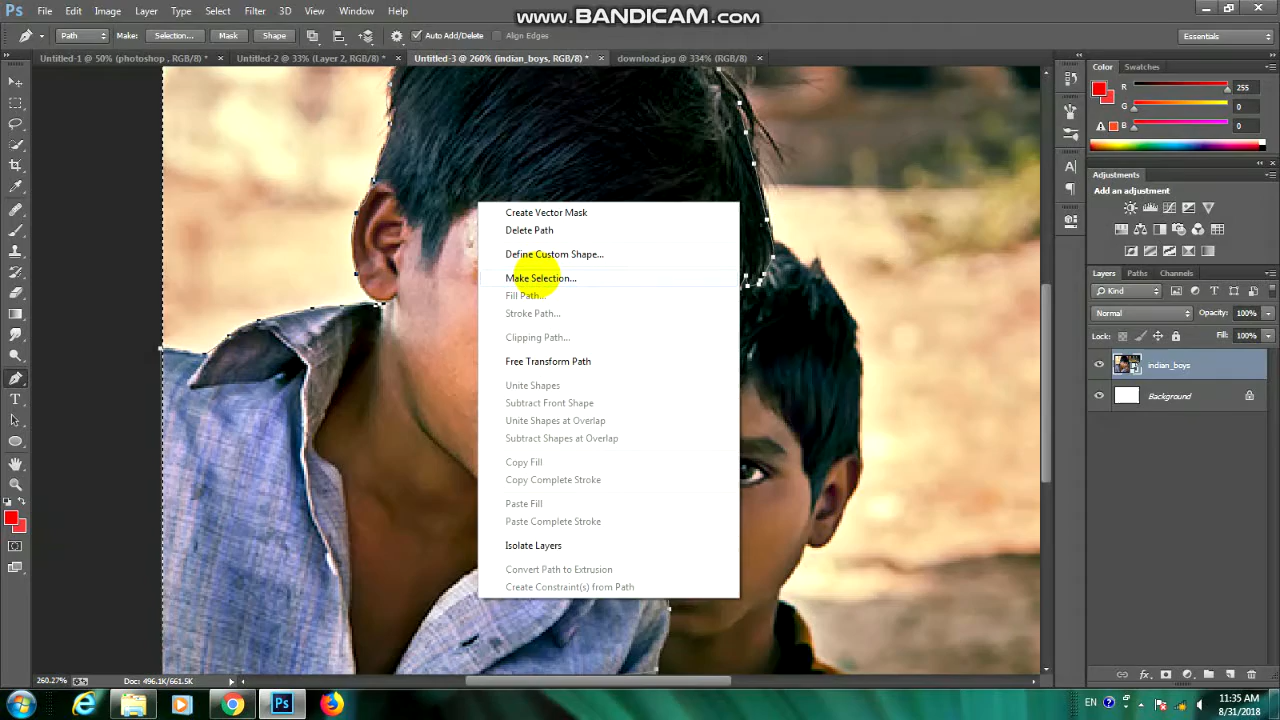 www.BANDICAM.com
Ps File Edit Image Layer Type Select Filter 3D View Window Help
Path Make: Selection... Mask Shape Auto Add/Delete Align Edges Essentials
Untitled-1 @ 50% (photoshop , RGB/8) * × Untitled-2 @ 33% (Layer 2, RGB/8) * × Untitled-3 @ 260% (indian_boys, RGB/8) * × download.jpg @ 334% (RGB/8) ×
Color Swatches
R 255
G 0
B 0
Adjustments
Add an adjustment
Layers Paths Channels
Kind
Normal Opacity: 100%
Lock: Fill: 100%
indian_boys
Background
Create Vector Mask
Delete Path
Define Custom Shape...
Make Selection...
Fill Path...
Stroke Path...
Clipping Path...
Free Transform Path
Unite Shapes
Subtract Front Shape
Unite Shapes at Overlap
Subtract Shapes at Overlap
Copy Fill
Copy Complete Stroke
Paste Fill
Paste Complete Stroke
Isolate Layers
Convert Path to Extrusion
Create Constraint(s) from Path
260.27% Doc: 496.1K/661.5K
Ps EN 11:35 AM
8/31/2018